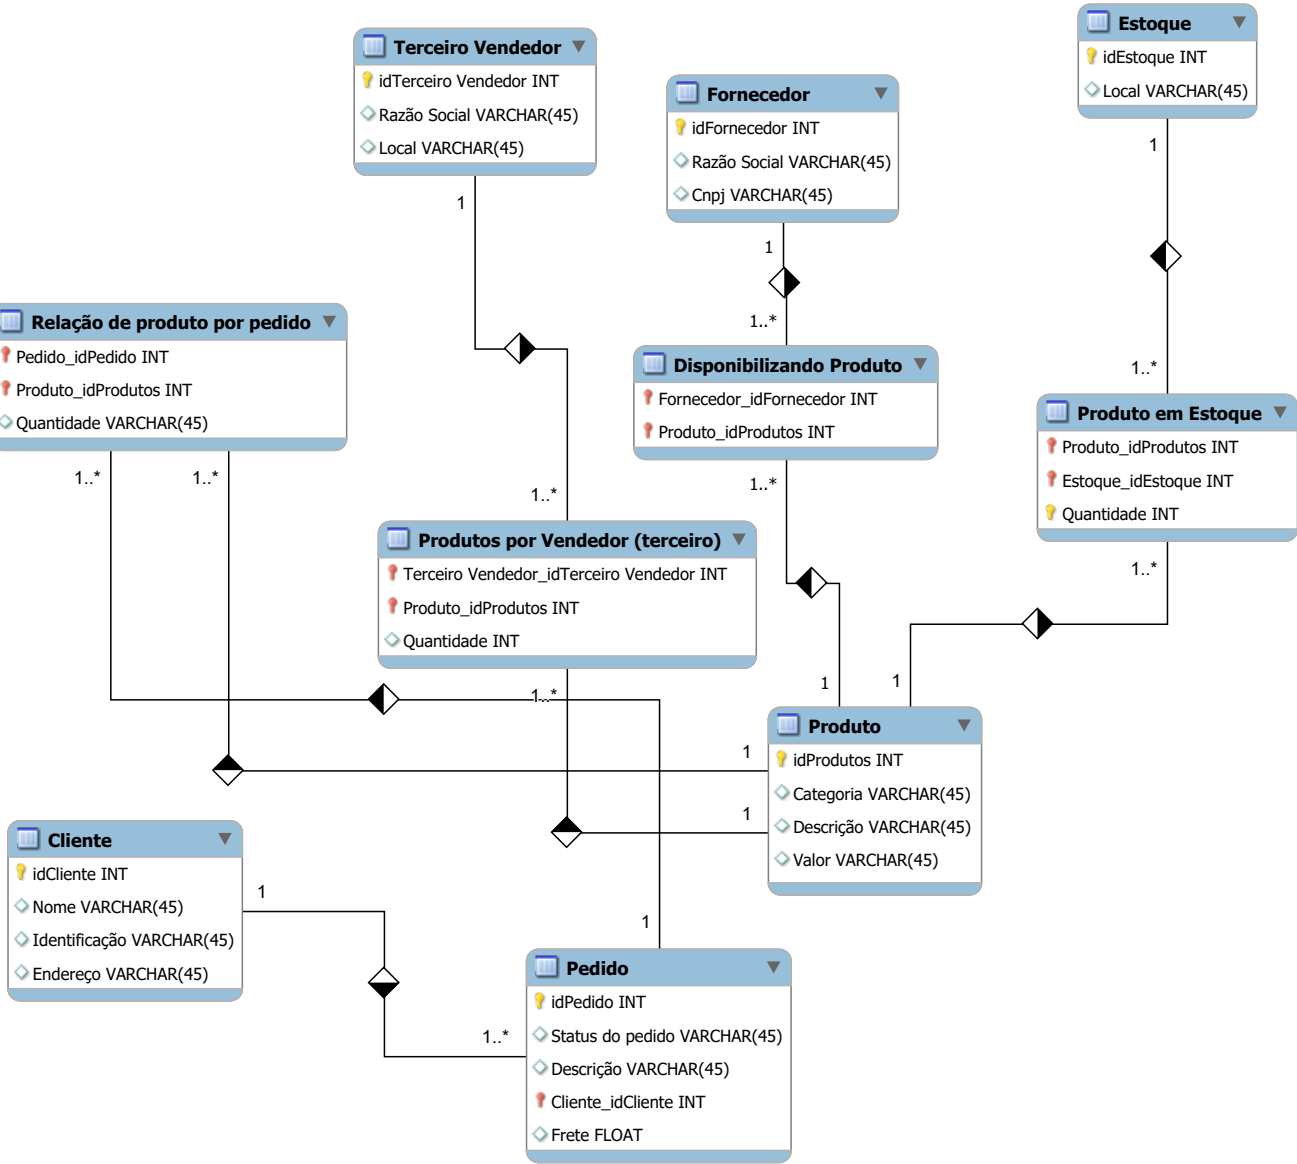 Terceiro Vendedor
idTerceiro Vendedor INT
Razão Social VARCHAR(45)
Local VARCHAR(45)
1
Fornecedor
idFornecedor INT
Razão Social VARCHAR(45)
Cnpj VARCHAR(45)
1
1..*
Estoque
idEstoque INT
Local VARCHAR(45)
1
1..*
Relação de produto por pedido
Pedido_idPedido INT
Produto_idProdutos INT
Quantidade VARCHAR(45)
1..*
1..*
Disponibilizando Produto
Fornecedor_idFornecedor INT
Produto_idProdutos INT
1..*
1
Produto em Estoque
Produto_idProdutos INT
Estoque_idEstoque INT
Quantidade INT
1..*
1
1..*
Produtos por Vendedor (terceiro)
Terceiro Vendedor_idTerceiro Vendedor INT
Produto_idProdutos INT
Quantidade INT
1..*
1
1
Produto
idProdutos INT
Categoria VARCHAR(45)
Descrição VARCHAR(45)
Valor VARCHAR(45)
Cliente
idCliente INT
Nome VARCHAR(45)
Identificação VARCHAR(45)
Endereço VARCHAR(45)
1
1..*
1
Pedido
idPedido INT
Status do pedido VARCHAR(45)
Descrição VARCHAR(45)
Cliente_idCliente INT
Frete FLOAT